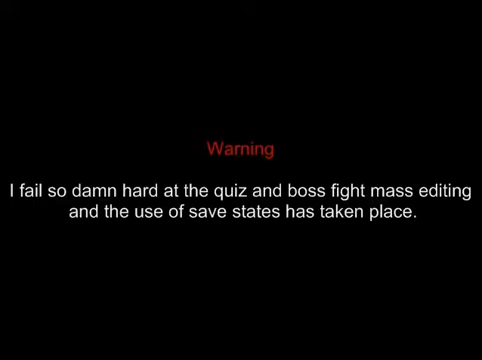 Warning
I fail so damn hard at the quiz and boss fight mass editing
and the use of save states has taken place.